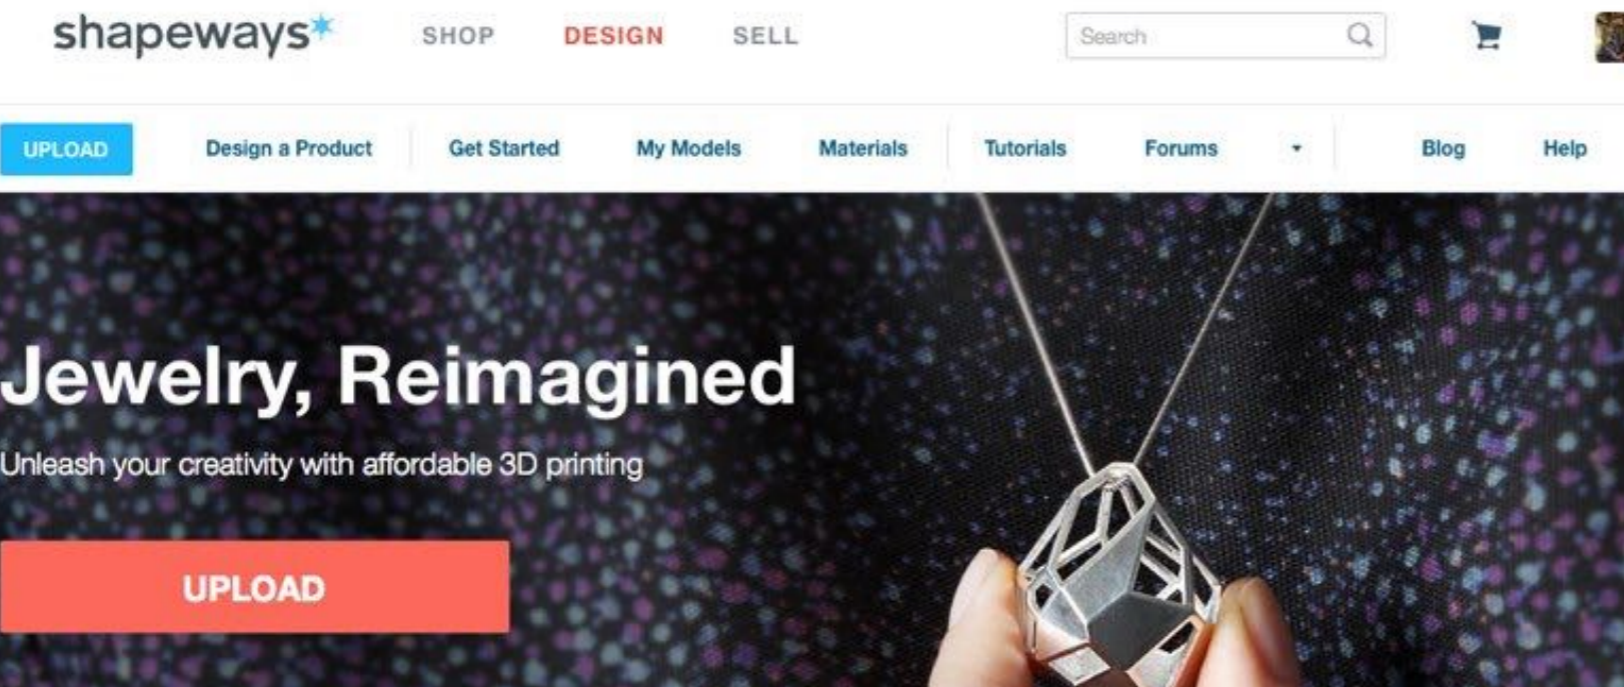 shapeways SHOP DESIGN SELL Search
UPLOAD Design a Product Get Started My Models Materials Tutorials Forums Blog Help
Jewelry, Reimagined
Unleash your creativity with affordable 3D printing
UPLOAD